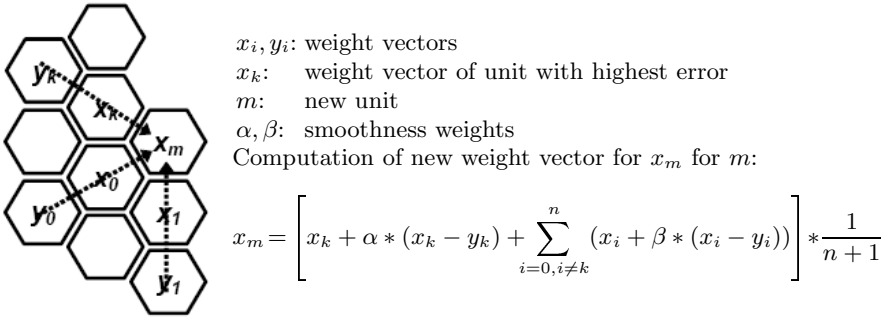 x_i, y_i: weight vectors
x_k: weight vector of unit with highest error
m: new unit
α, β: smoothness weights
Computation of new weight vector for x_m for m:
x_m = [ x_k + α * (x_k − y_k) + ∑_{i=0, i≠k}^{n} (x_i + β * (x_i − y_i)) ] * \frac{1}{n + 1}
y_k
x_k
x_m
x_0
y_0
x_1
y_1